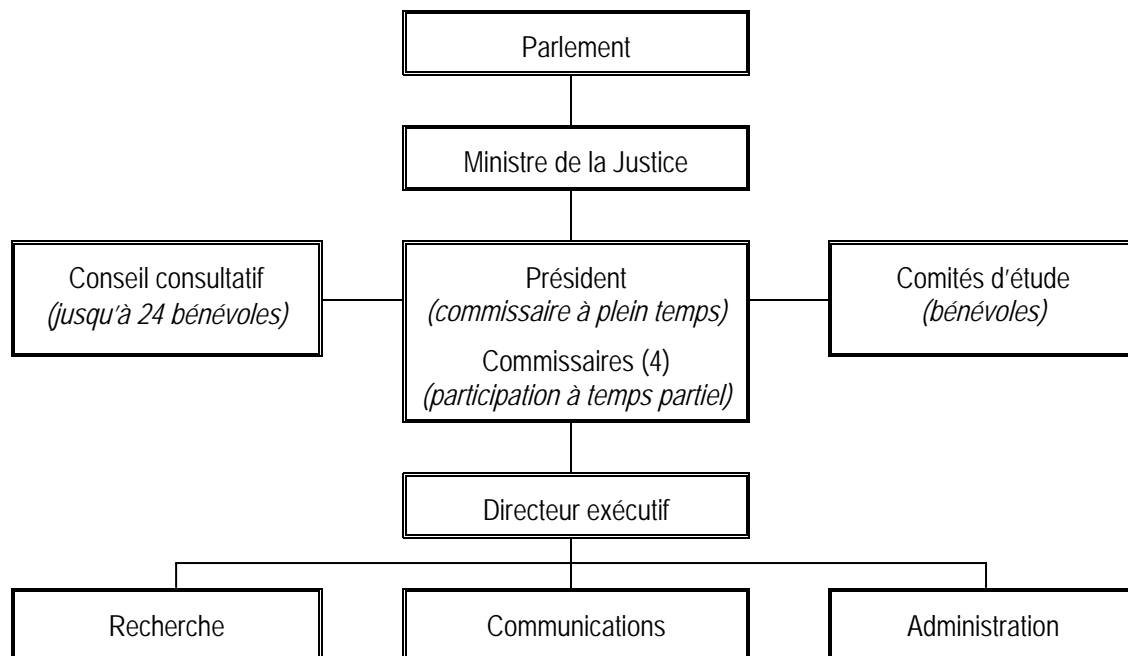 Parlement
Ministre de la Justice
Conseil consultatif
(jusqu'à 24 bénévoles)
Président
(commissaire à plein temps)
Commissaires (4)
(participation à temps partiel)
Comités d'étude
(bénévoles)
Directeur exécutif
Recherche
Communications
Administration